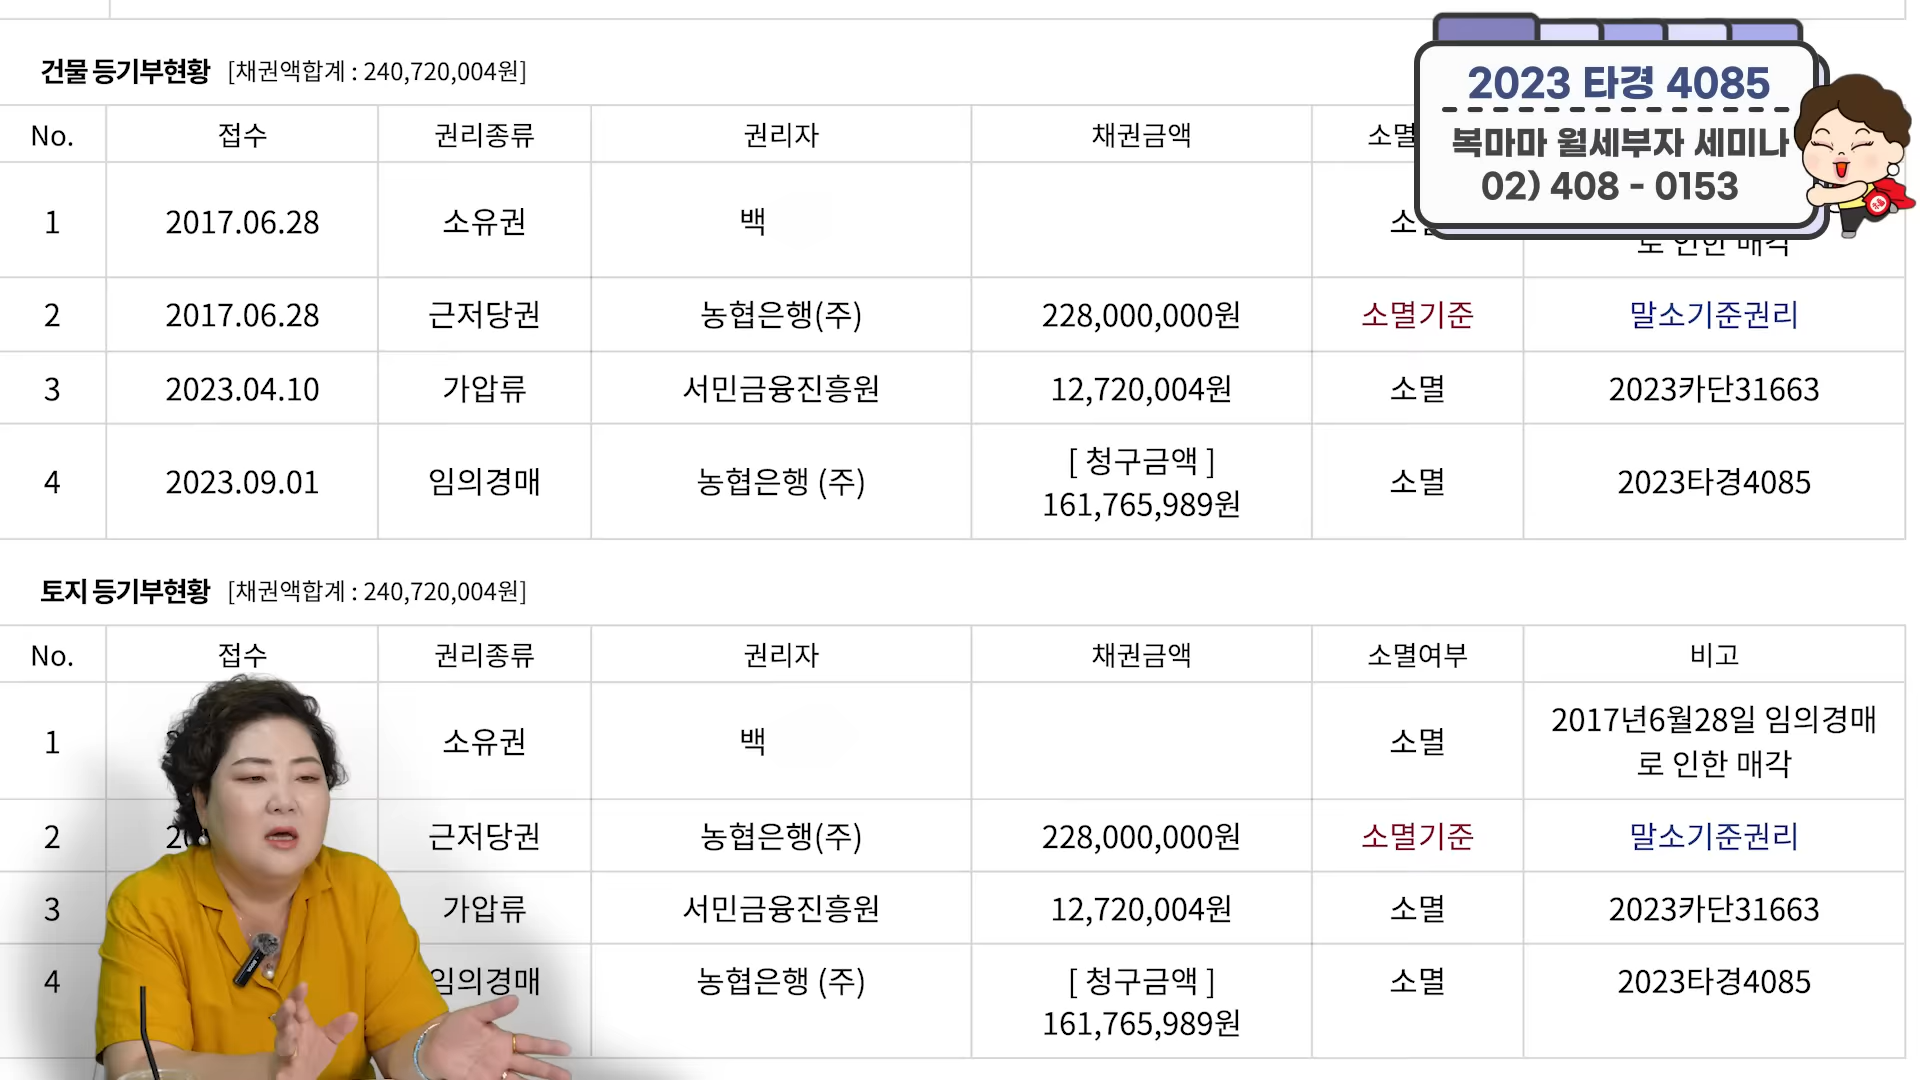 건물 등기부현황 [채권액합계 : 240,720,004원]
No. 접수 권리종류 권리자 채권금액 소멸
1 2017.06.28 소유권 백
로 인한 매각
2 2017.06.28 근저당권 농협은행(주) 228,000,000원 소멸기준 말소기준권리
3 2023.04.10 가압류 서민금융진흥원 12,720,004원 소멸 2023카단31663
4 2023.09.01 임의경매 농협은행 (주) [ 청구금액 ] 161,765,989원 소멸 2023타경4085
2023 타경 4085
복마마 월세부자 세미나
02) 408 - 0153
토지 등기부현황 [채권액합계 : 240,720,004원]
No. 접수 권리종류 권리자 채권금액 소멸여부 비고
1 소유권 백 소멸 2017년6월28일 임의경매
로 인한 매각
2 근저당권 농협은행(주) 228,000,000원 소멸기준 말소기준권리
3 가압류 서민금융진흥원 12,720,004원 소멸 2023카단31663
4 임의경매 농협은행 (주) [ 청구금액 ] 161,765,989원 소멸 2023타경4085